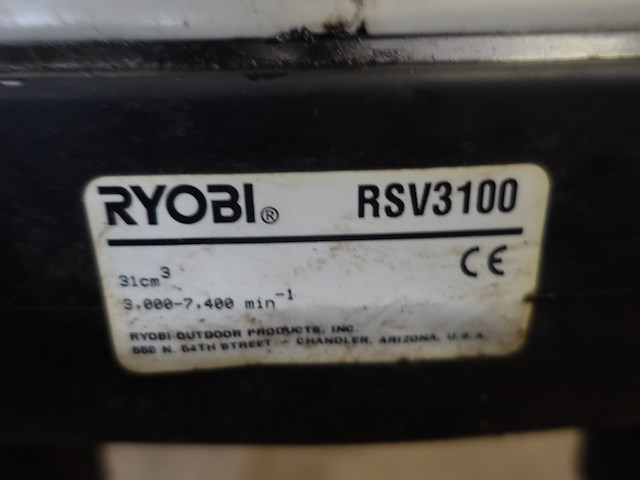 RYOBI® RSV3100
CE
31cm³
3,000-7,400 min⁻¹
RYOBI OUTDOOR PRODUCTS, INC.
550 N. 54TH STREET - CHANDLER, ARIZONA, U.S.A.